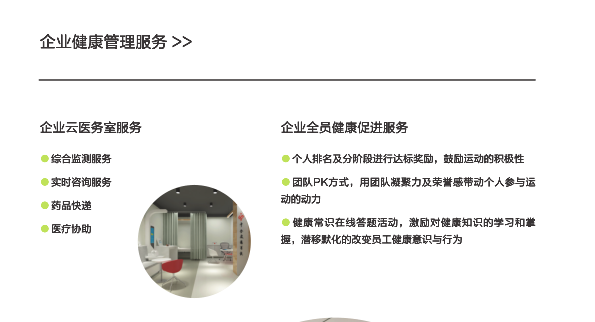 企业健康管理服务 >>
企业云医务室服务
综合监测服务
实时咨询服务
药品快递
医疗协助
企业全员健康促进服务
个人排名及分阶段进行达标奖励，鼓励运动的积极性
团队PK方式，用团队凝聚力及荣誉感带动个人参与运
动的动力
健康常识在线答题活动，激励对健康知识的学习和掌
握，潜移默化的改变员工健康意识与行为